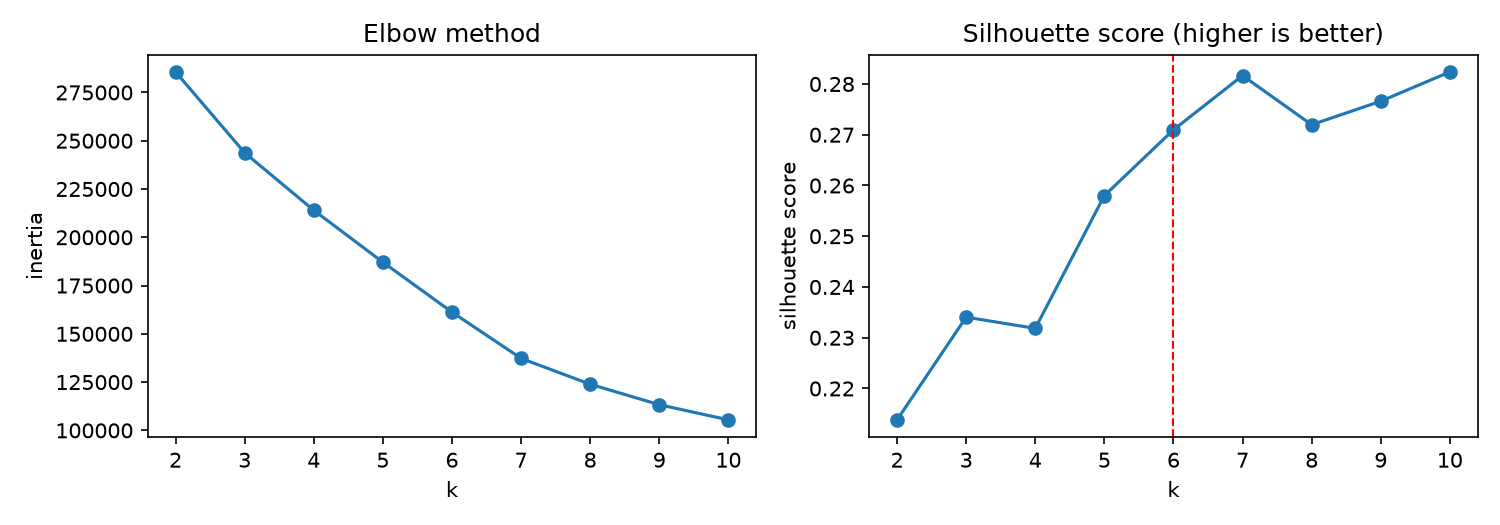 Elbow method
275000
250000
225000
200000
175000
150000
125000
100000
inertia
2 3 4 5 6 7 8 9 10
k
Silhouette score (higher is better)
0.28
0.27
0.26
0.25
0.24
0.23
0.22
silhouette score
2 3 4 5 6 7 8 9 10
k